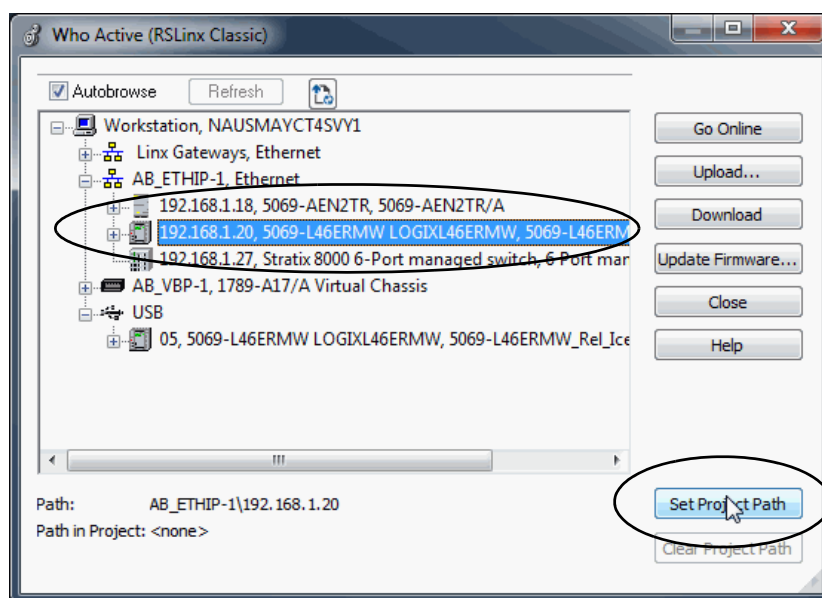 Who Active (RSLinx Classic)
Autobrowse Refresh
Workstation, NAUSMAYCT4SVY1
Linx Gateways, Ethernet
AB_ETHIP-1, Ethernet
192.168.1.18, 5069-AEN2TR, 5069-AEN2TR/A
192.168.1.20, 5069-L46ERMW LOGIXL46ERMW, 5069-L46ERM
192.168.1.27, Stratix 8000 6-Port managed switch, 6 Port mar
AB_VBP-1, 1789-A17/A Virtual Chassis
USB
05, 5069-L46ERMW LOGIXL46ERMW, 5069-L46ERMW_Rel_Ice
Go Online
Upload...
Download
Update Firmware...
Close
Help
Path: AB_ETHIP-1\192.168.1.20
Path in Project: <none>
Set Project Path
Clear Project Path